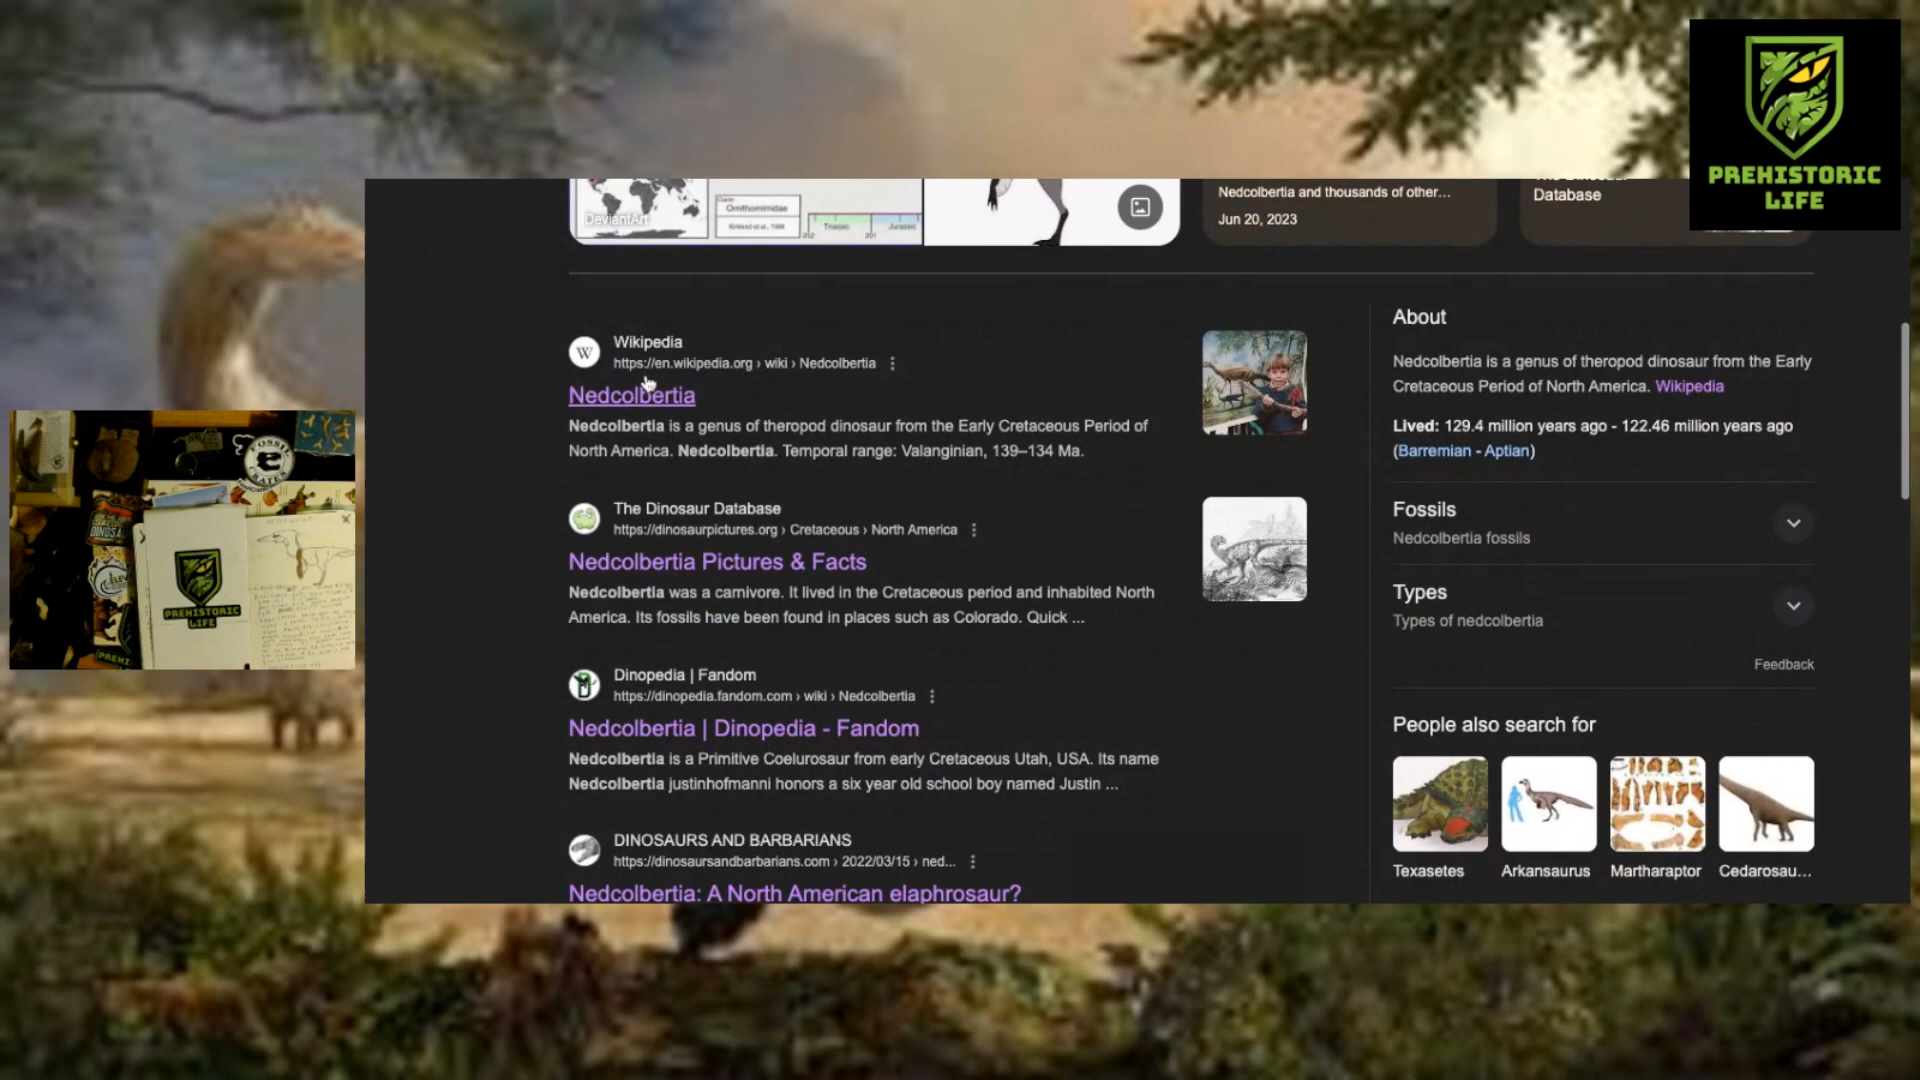 PREHISTORIC
LIFE
DeviantArt
Ornithomimidae
Triassic
Jurassic
252
201
Nedcolbertia and thousands of other...
Jun 20, 2023
Database
Wikipedia
https://en.wikipedia.org › wiki › Nedcolbertia
Nedcolbertia
Nedcolbertia is a genus of theropod dinosaur from the Early Cretaceous Period of
North America. Nedcolbertia. Temporal range: Valanginian, 139–134 Ma.
The Dinosaur Database
https://dinosaurpictures.org › Cretaceous › North America
Nedcolbertia Pictures & Facts
Nedcolbertia was a carnivore. It lived in the Cretaceous period and inhabited North
America. Its fossils have been found in places such as Colorado. Quick ...
Dinopedia | Fandom
https://dinopedia.fandom.com › wiki › Nedcolbertia
Nedcolbertia | Dinopedia - Fandom
Nedcolbertia is a Primitive Coelurosaur from early Cretaceous Utah, USA. Its name
Nedcolbertia justinhofmanni honors a six year old school boy named Justin ...
DINOSAURS AND BARBARIANS
https://dinosaursandbarbarians.com › 2022/03/15 › ned...
Nedcolbertia: A North American elaphrosaur?
About
Nedcolbertia is a genus of theropod dinosaur from the Early
Cretaceous Period of North America. Wikipedia
Lived: 129.4 million years ago - 122.46 million years ago
(Barremian - Aptian)
Fossils
Nedcolbertia fossils
Types
Types of nedcolbertia
Feedback
People also search for
Texasetes
Arkansaurus
Martharaptor
Cedarosau...
FOSSIL
CRATES
PREHISTORIC
LIFE